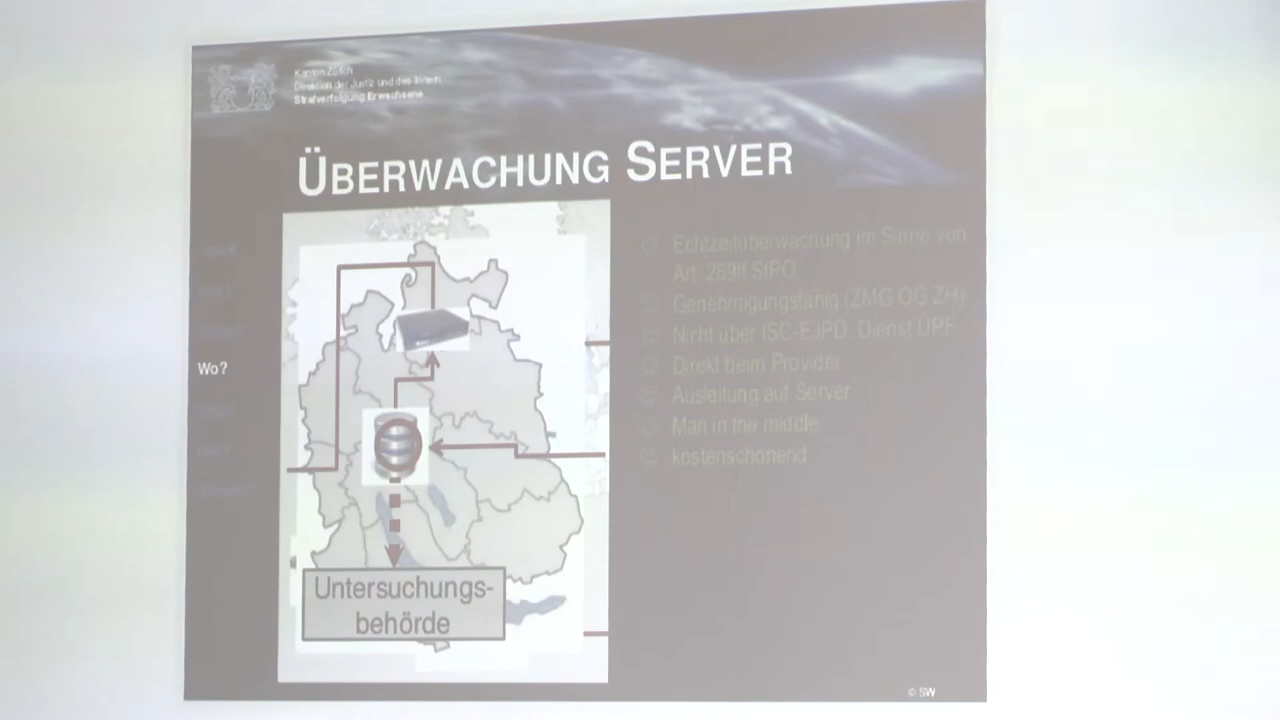 Kanton Zürich
Direktion der Justiz und des Innern
Strafverfolgung Erwachsene
ÜBERWACHUNG SERVER
Wo?
Echtzeitüberwachung im Sinne von
Art. 269ff StPO
Genehmigungsfähig (ZMG OG ZH)
Nicht über ISC-EJPD, Dienst ÜPF
Direkt beim Provider
Ausleitung auf Server
Man in the middle
kostenschonend
Untersuchungs-
behörde
© SW